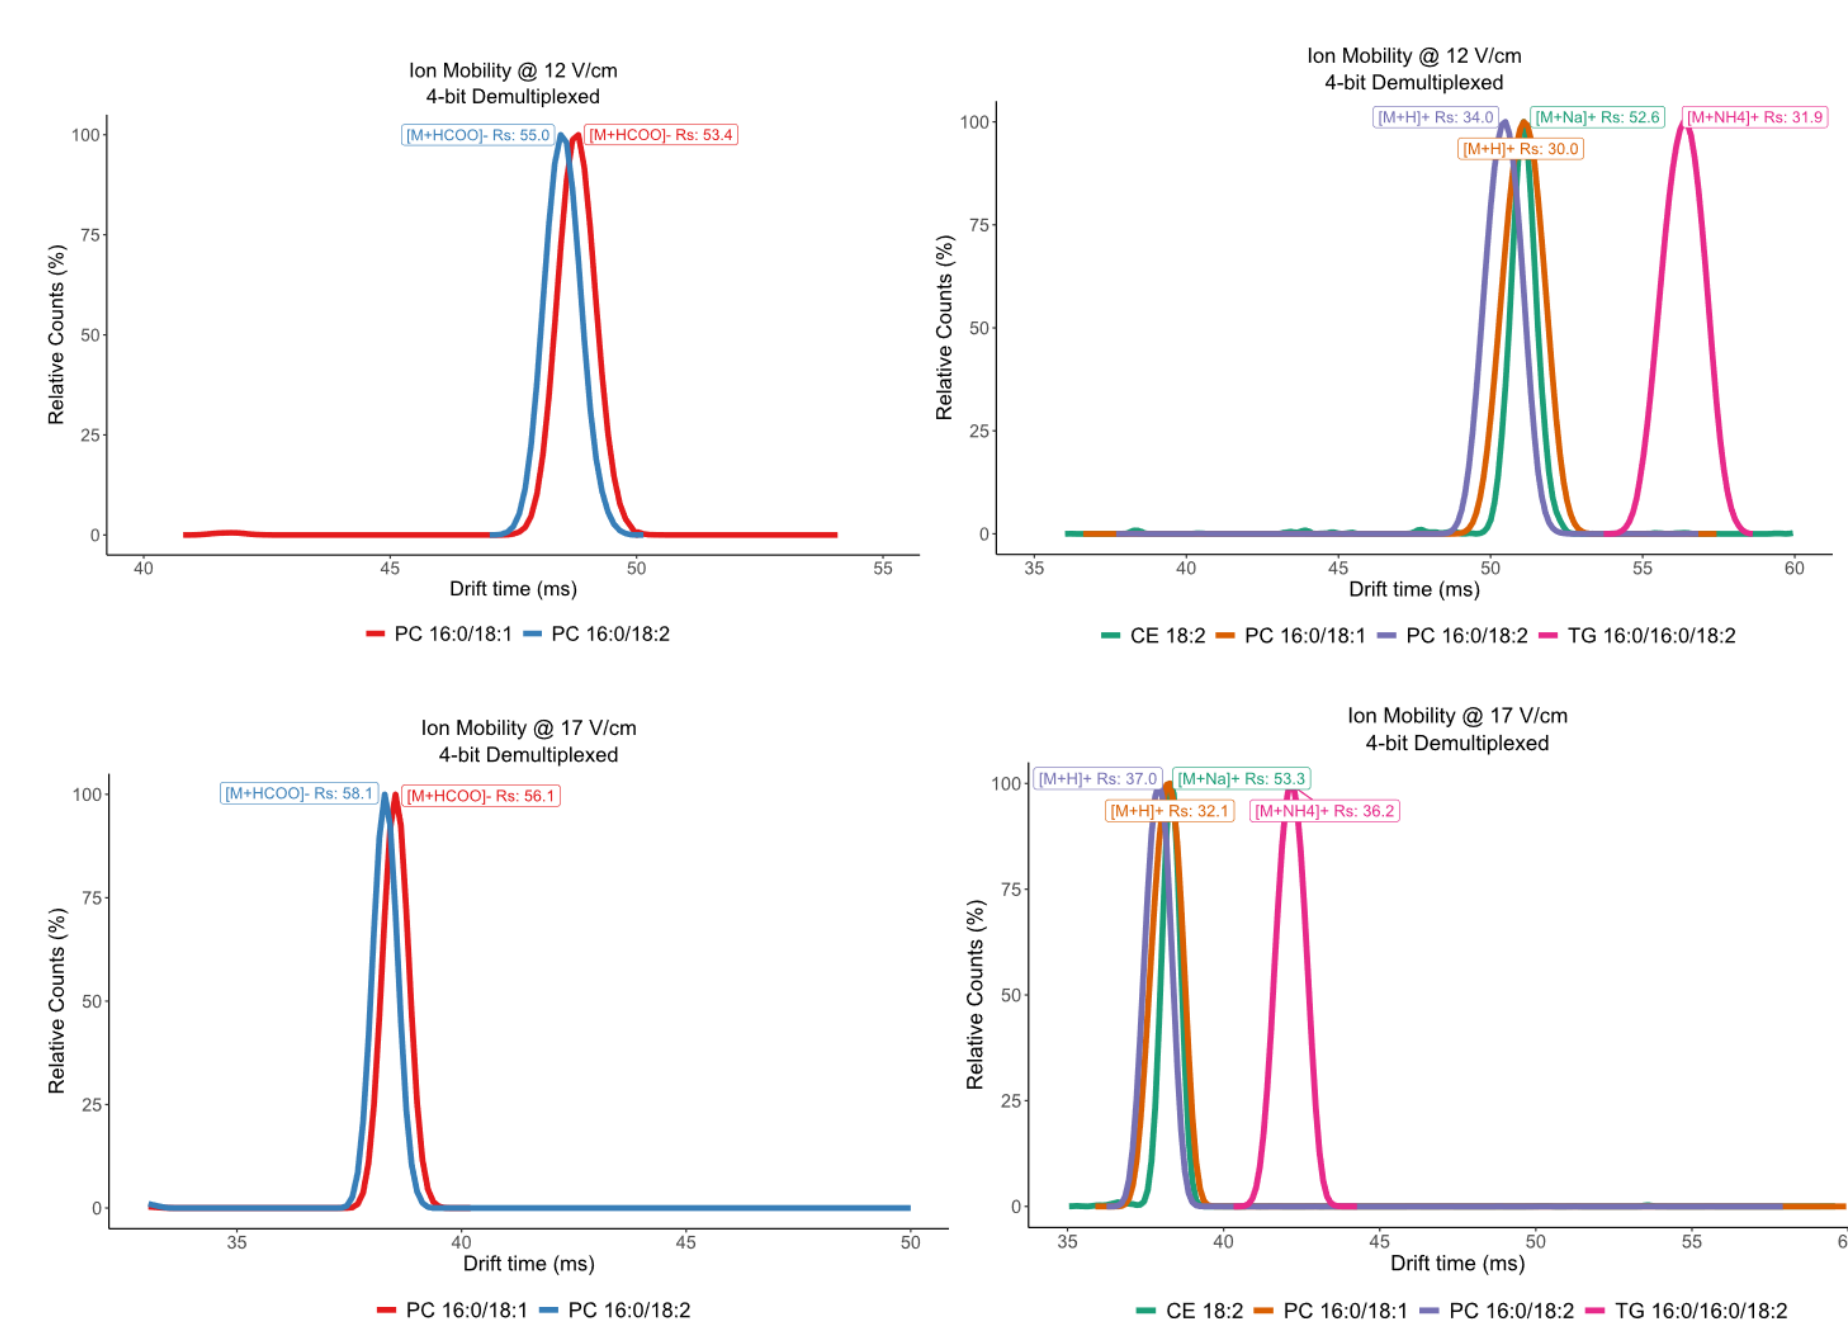 Ion Mobility @ 12 V/cm
4-bit Demultiplexed
[M+HCOO]- Rs: 55.0
[M+HCOO]- Rs: 53.4
100
75
50
25
0
Relative Counts (%)
40
45
50
55
Drift time (ms)
PC 16:0/18:1
PC 16:0/18:2
Ion Mobility @ 12 V/cm
4-bit Demultiplexed
[M+H]+ Rs: 34.0
[M+Na]+ Rs: 52.6
[M+NH4]+ Rs: 31.9
[M+H]+ Rs: 30.0
100
75
50
25
0
Relative Counts (%)
35
40
45
50
55
60
Drift time (ms)
CE 18:2
PC 16:0/18:1
PC 16:0/18:2
TG 16:0/16:0/18:2
Ion Mobility @ 17 V/cm
4-bit Demultiplexed
[M+HCOO]- Rs: 58.1
[M+HCOO]- Rs: 56.1
100
75
50
25
0
Relative Counts (%)
35
40
45
50
Drift time (ms)
PC 16:0/18:1
PC 16:0/18:2
Ion Mobility @ 17 V/cm
4-bit Demultiplexed
[M+H]+ Rs: 37.0
[M+Na]+ Rs: 53.3
[M+H]+ Rs: 32.1
[M+NH4]+ Rs: 36.2
100
75
50
25
0
Relative Counts (%)
35
40
45
50
55
6
Drift time (ms)
CE 18:2
PC 16:0/18:1
PC 16:0/18:2
TG 16:0/16:0/18:2